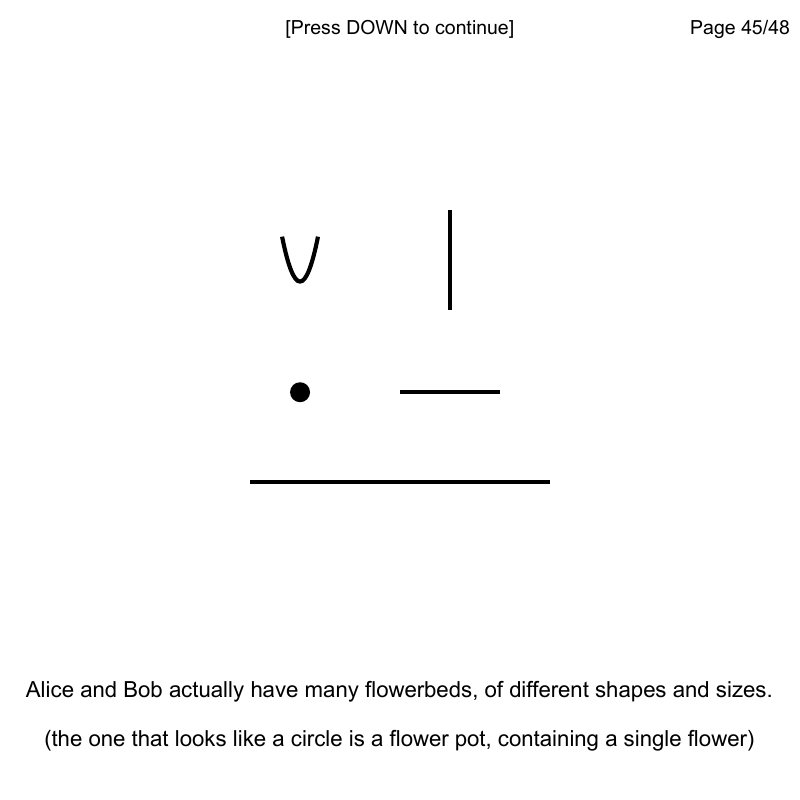 [Press DOWN to continue]
Page 45/48
Alice and Bob actually have many flowerbeds, of different shapes and sizes.
(the one that looks like a circle is a flower pot, containing a single flower)